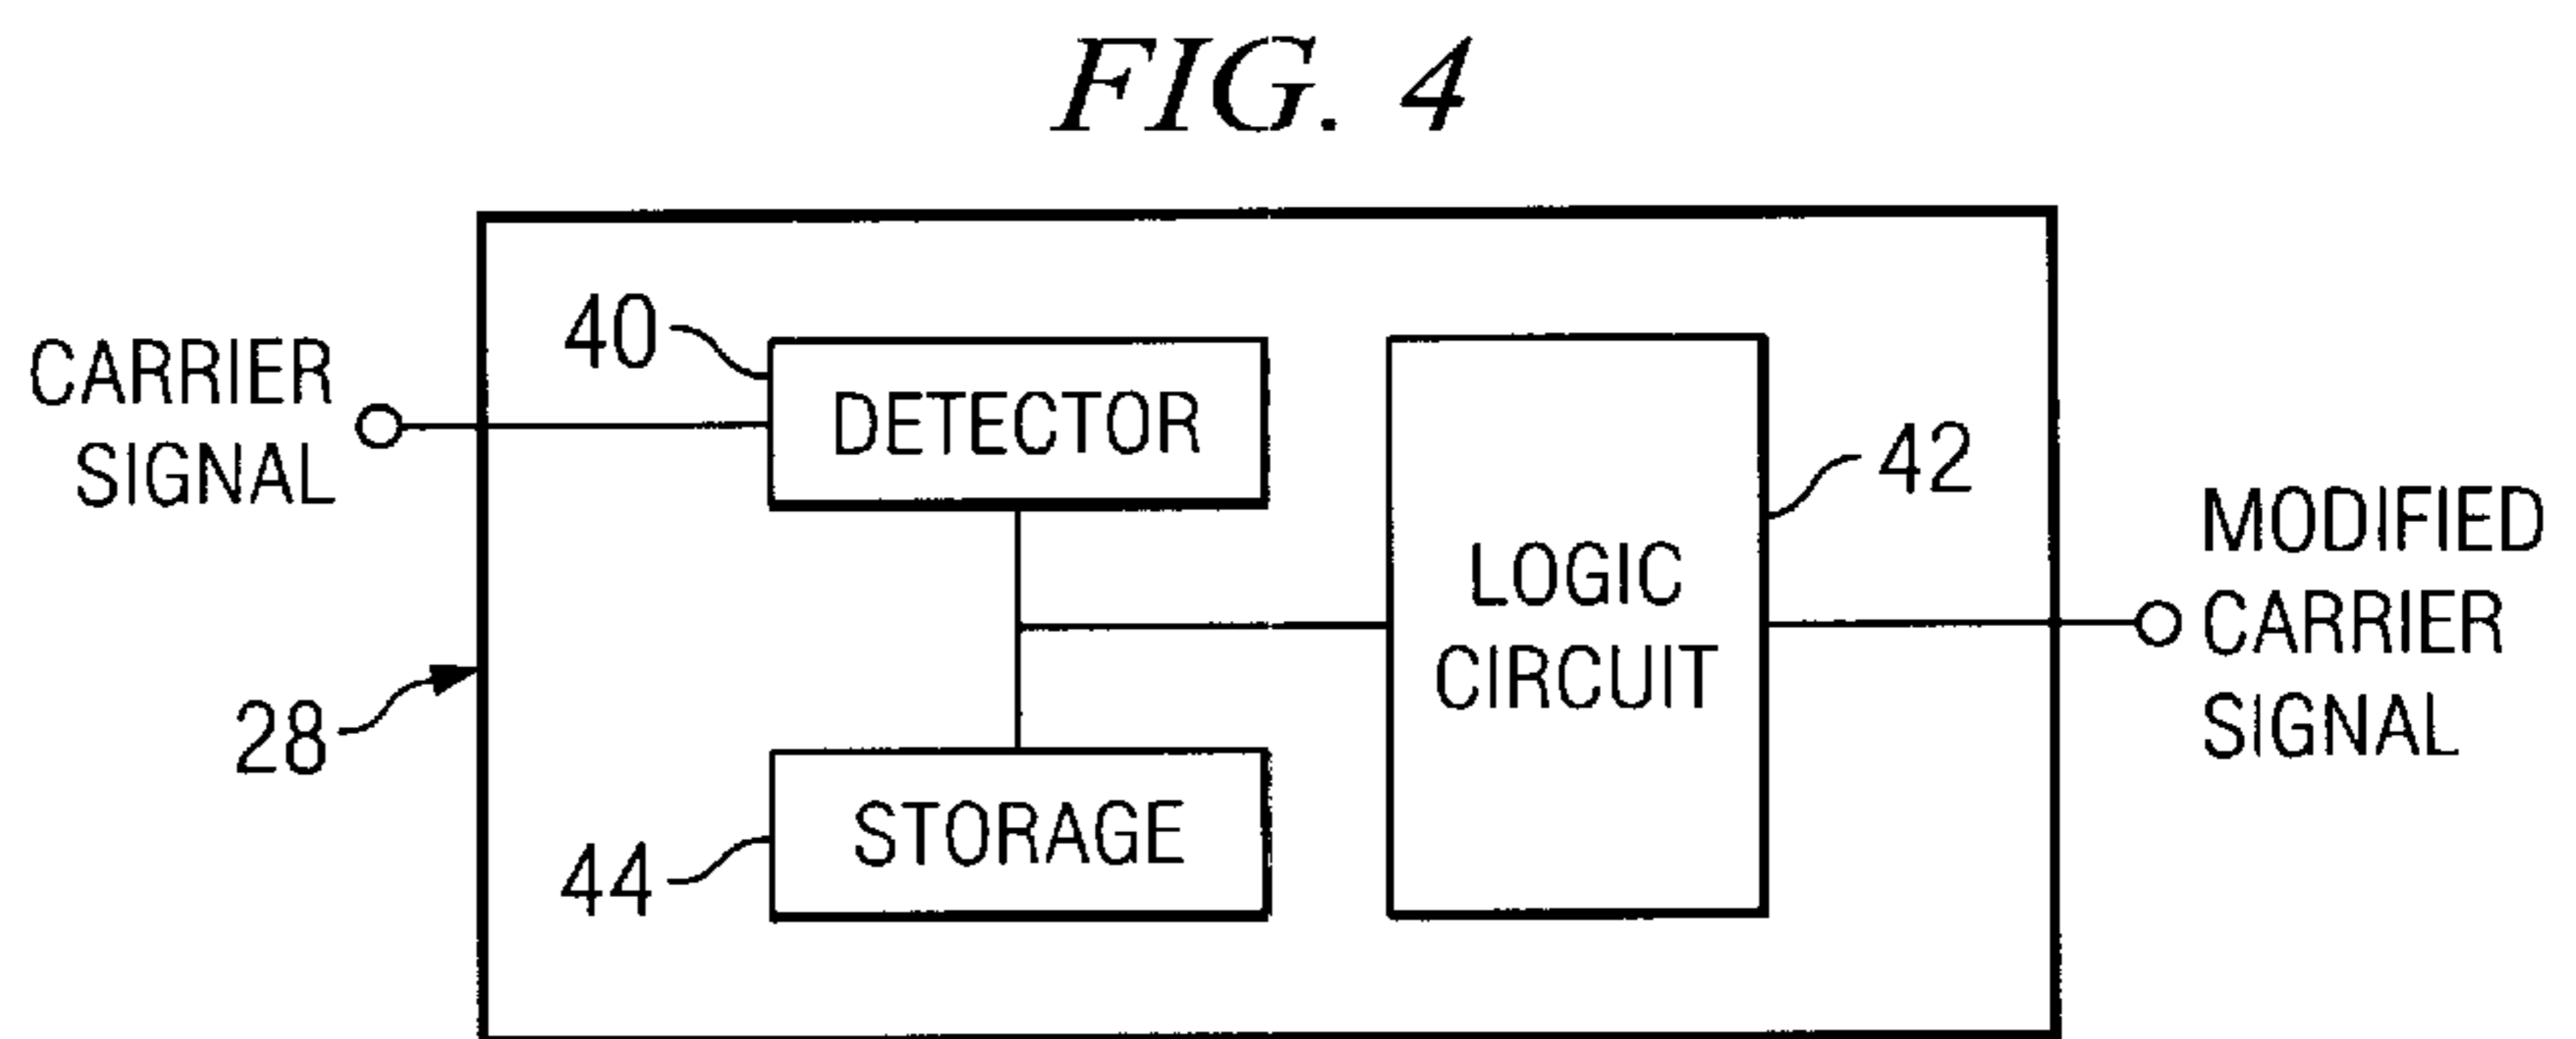 FIG. 4
CARRIER
SIGNAL
40
DETECTOR
LOGIC
CIRCUIT
42
MODIFIED
CARRIER
SIGNAL
28
44
STORAGE